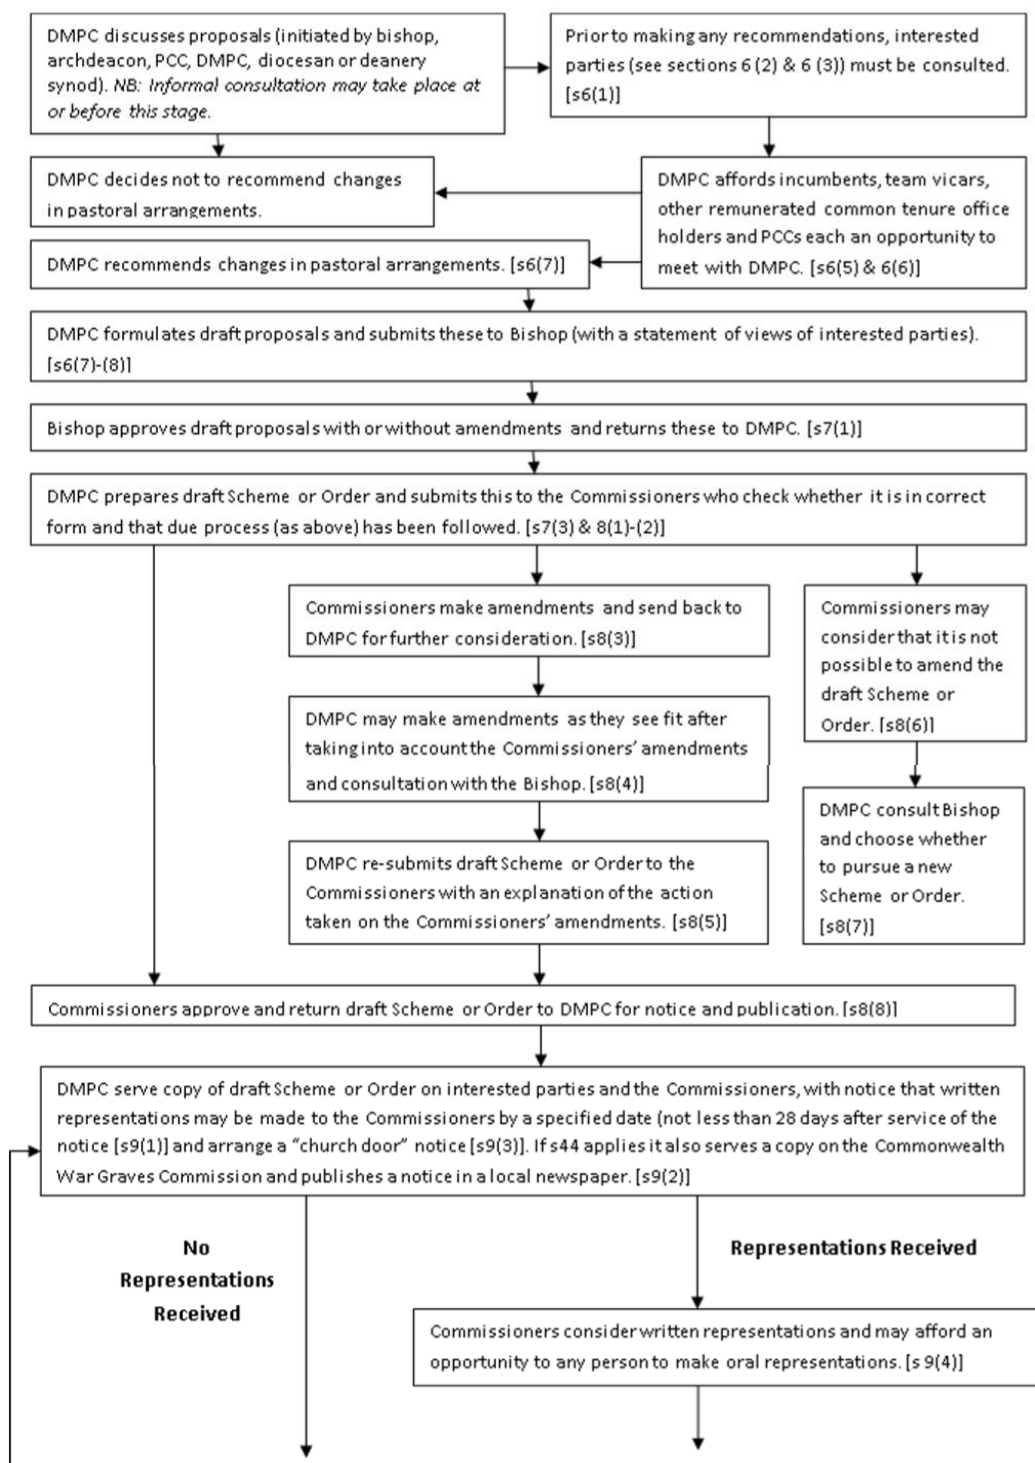 DMPC discusses proposals (initiated by bishop,
archdeacon, PCC, DMPC, diocesan or deanery
synod). NB: Informal consultation may take place at
or before this stage.
Prior to making any recommendations, interested
parties (see sections 6 (2) & 6 (3)) must be consulted.
[s6(1)]
DMPC decides not to recommend changes
in pastoral arrangements.
DMPC affords incumbents, team vicars,
other remunerated common tenure office
holders and PCCs each an opportunity to
meet with DMPC. [s6(5) & 6(6)]
DMPC recommends changes in pastoral arrangements. [s6(7)]
DMPC formulates draft proposals and submits these to Bishop (with a statement of views of interested parties).
[s6(7)-(8)]
Bishop approves draft proposals with or without amendments and returns these to DMPC. [s7(1)]
DMPC prepares draft Scheme or Order and submits this to the Commissioners who check whether it is in correct
form and that due process (as above) has been followed. [s7(3) & 8(1)-(2)]
Commissioners make amendments and send back to
DMPC for further consideration. [s8(3)]
Commissioners may
consider that it is not
possible to amend the
draft Scheme or
Order. [s8(6)]
DMPC may make amendments as they see fit after
taking into account the Commissioners' amendments
and consultation with the Bishop. [s8(4)]
DMPC consult Bishop
and choose whether
to pursue a new
Scheme or Order.
[s8(7)]
DMPC re-submits draft Scheme or Order to the
Commissioners with an explanation of the action
taken on the Commissioners' amendments. [s8(5)]
Commissioners approve and return draft Scheme or Order to DMPC for notice and publication. [s8(8)]
DMPC serve copy of draft Scheme or Order on interested parties and the Commissioners, with notice that written
representations may be made to the Commissioners by a specified date (not less than 28 days after service of the
notice [s9(1)] and arrange a "church door" notice [s9(3)]. If s44 applies it also serves a copy on the Commonwealth
War Graves Commission and publishes a notice in a local newspaper. [s9(2)]
No
Representations
Received
Representations Received
Commissioners consider written representations and may afford an
opportunity to any person to make oral representations. [s 9(4)]